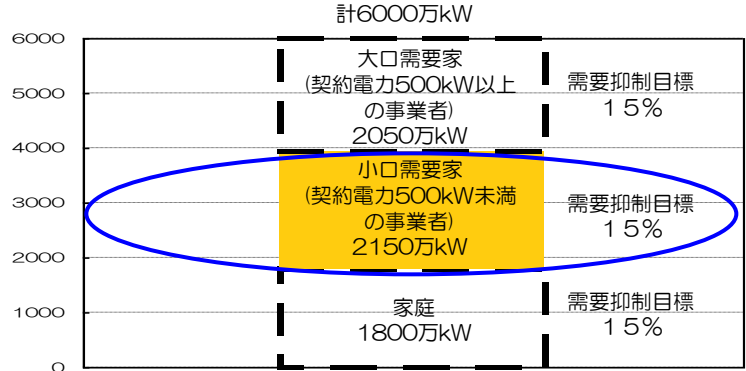 計6000万kW
6000
5000
4000
3000
2000
1000
0
大口需要家
(契約電力500kW以上
の事業者)
2050万kW
需要抑制目標
１５%
小口需要家
(契約電力500kW未満
の事業者)
2150万kW
需要抑制目標
１５%
家庭
1800万kW
需要抑制目標
１５%